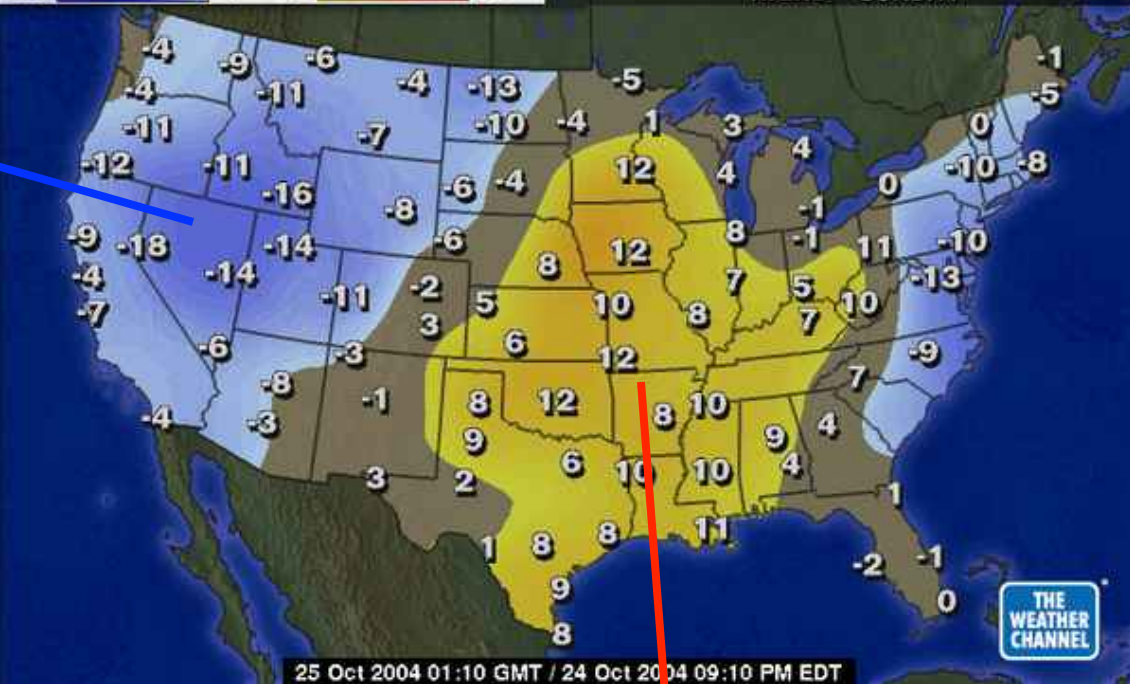 -4 -6 -1
-9 -4 -13 -5 -5
-4 -11
-11 -7 -10 -4 1 3 0
4
-12 -11 12 4 -10 -8
-16 -8 -6 -4 0
-1
-9 -18 -14 -6 12 8 -1 11 -10
-4 -14 8 7 5 -13
-7 -11 -2 5 10 8 7 10
3
-6 -3 6 12 -9
-8 7
-4 -3 -1 8 12 8 10 4
9 9
3 2 6 10 10 4 1
1 8 8 11 -2 -1
9 0
8
THE
WEATHER
CHANNEL
25 Oct 2004 01:10 GMT / 24 Oct 2004 09:10 PM EDT